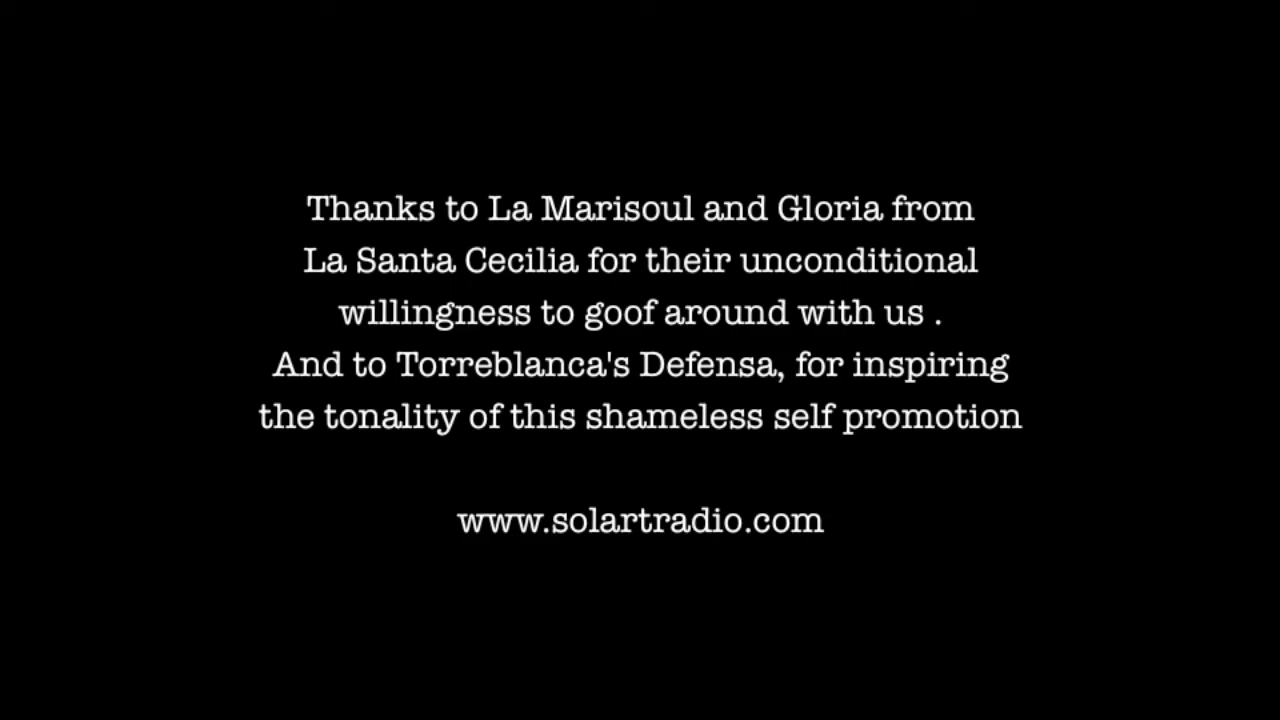 Thanks to La Marisoul and Gloria from
La Santa Cecilia for their unconditional
willingness to goof around with us .
And to Torreblanca's Defensa, for inspiring
the tonality of this shameless self promotion
www.solartradio.com